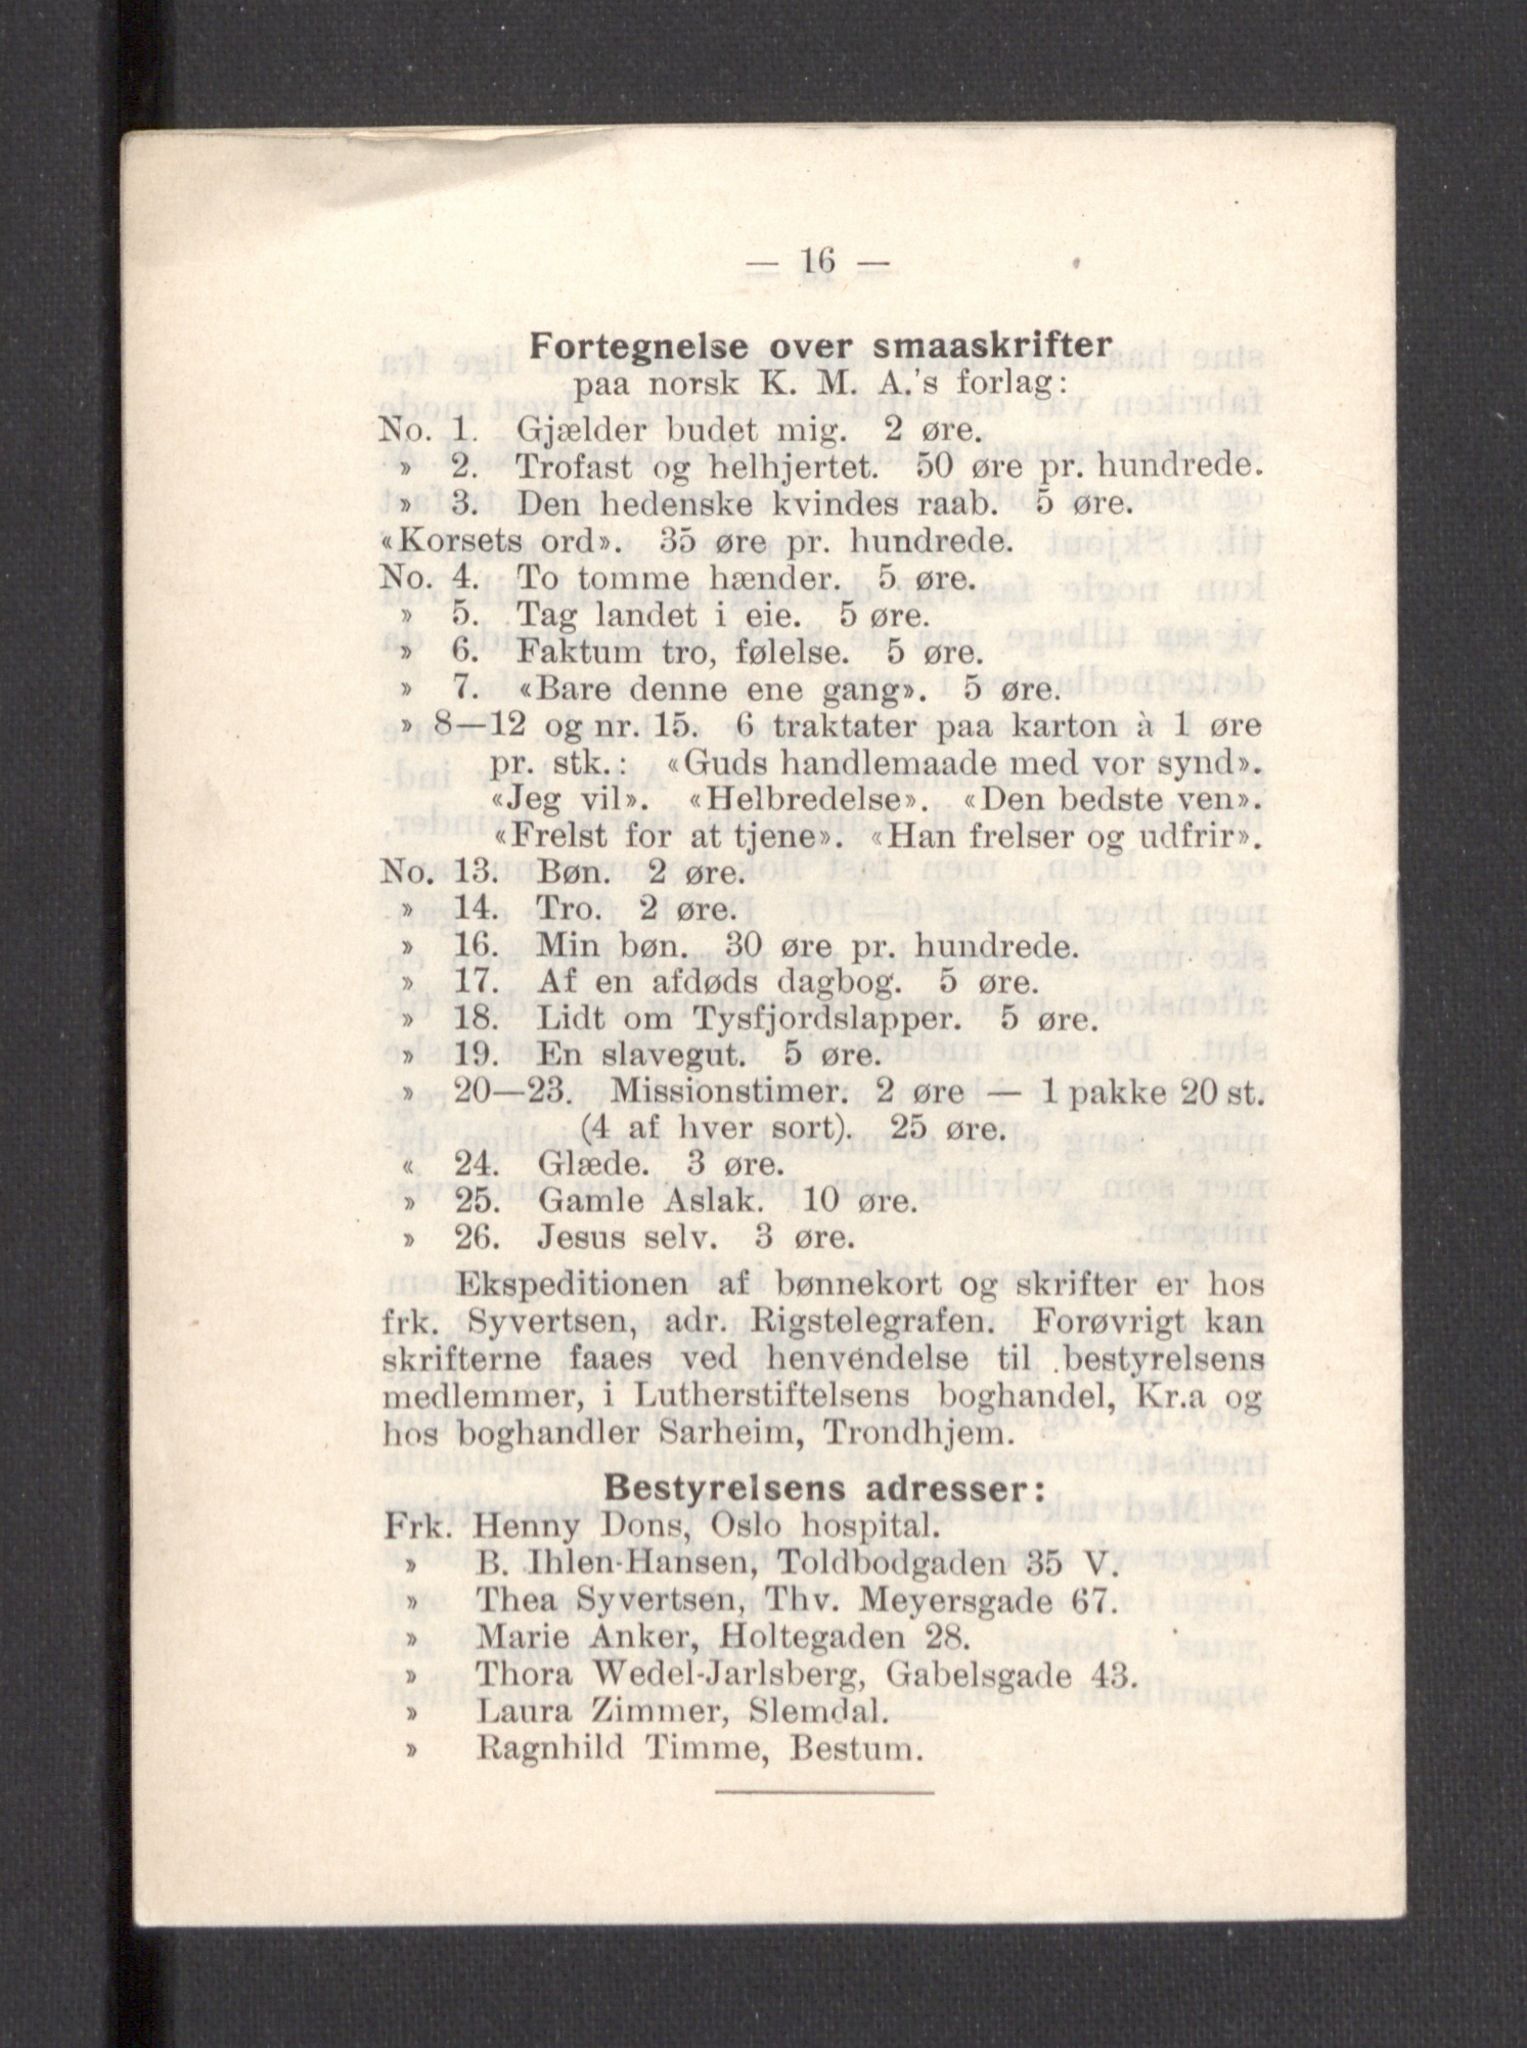 — 16 —
Fortegnelse over smaaskrifter
paa norsk K. M. A.'s forlag:
No. 1. Gjælder budet mig. 2 øre.
» 2. Trofast og helhjertet. 50 øre pr. hundrede.
» 3. Den hedenske kvindes raab. 5 øre.
«Korsets ord». 35 øre pr. hundrede.
No. 4. To tomme hænder. 5 øre.
» 5. Tag landet i eie. 5 øre.
» 6. Faktum tro, følelse. 5 øre.
» 7. «Bare denne ene gang». 5 øre.
» 8—12 og nr. 15. 6 traktater paa karton à 1 øre
pr. stk.: «Guds handlemaade med vor synd».
«Jeg vil». «Helbredelse». «Den bedste ven».
«Frelst for at tjene». «Han frelser og udfrir».
No. 13. Bøn. 2 øre.
» 14. Tro. 2 øre.
» 16. Min bøn. 30 øre pr. hundrede.
» 17. Af en afdøds dagbog. 5 øre.
» 18. Lidt om Tysfjordslapper. 5 øre.
» 19. En slavegut. 5 øre.
» 20—23. Missionstimer. 2 øre — 1 pakke 20 st.
(4 af hver sort). 25 øre.
« 24. Glæde. 3 øre.
» 25. Gamle Aslak. 10 øre.
» 26. Jesus selv. 3 øre.
Ekspeditionen af bønnekort og skrifter er hos
frk. Syvertsen, adr. Rigstelegrafen. Forøvrigt kan
skrifterne faaes ved henvendelse til bestyrelsens
medlemmer, i Lutherstiftelsens boghandel, Kr.a og
hos boghandler Sarheim, Trondhjem.
Bestyrelsens adresser:
Frk. Henny Dons, Oslo hospital.
» B. Ihlen-Hansen, Toldbodgaden 35 V.
» Thea Syvertsen, Thv. Meyersgade 67.
» Marie Anker, Holtegaden 28.
» Thora Wedel-Jarlsberg, Gabelsgade 43.
» Laura Zimmer, Slemdal.
» Ragnhild Timme, Bestum.